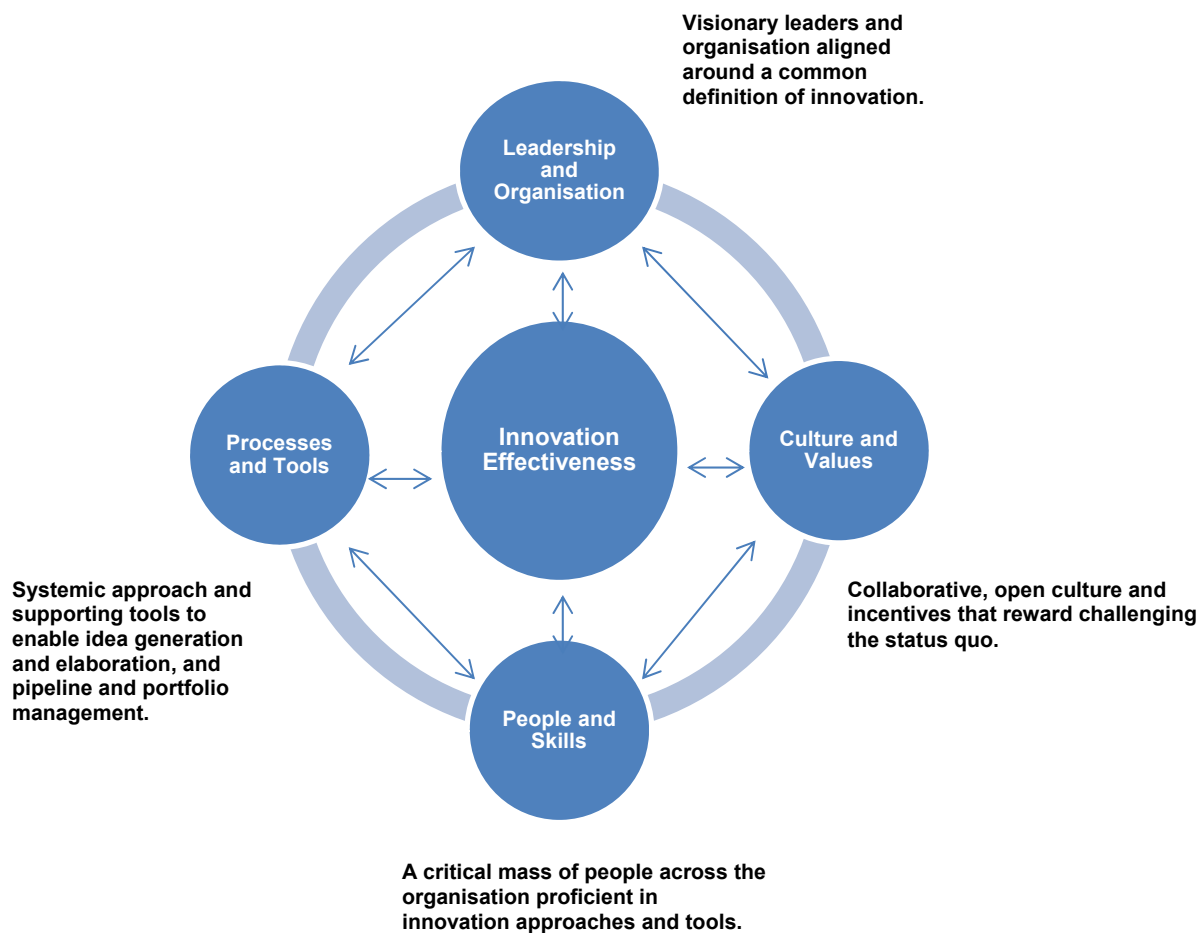 Visionary leaders and
organisation aligned
around a common
definition of innovation.
Leadership
and
Organisation
Processes
and Tools
Innovation
Effectiveness
Culture and
Values
Systemic approach and
supporting tools to
enable idea generation
and elaboration, and
pipeline and portfolio
management.
Collaborative, open culture and
incentives that reward challenging
the status quo.
People and
Skills
A critical mass of people across the
organisation proficient in
innovation approaches and tools.